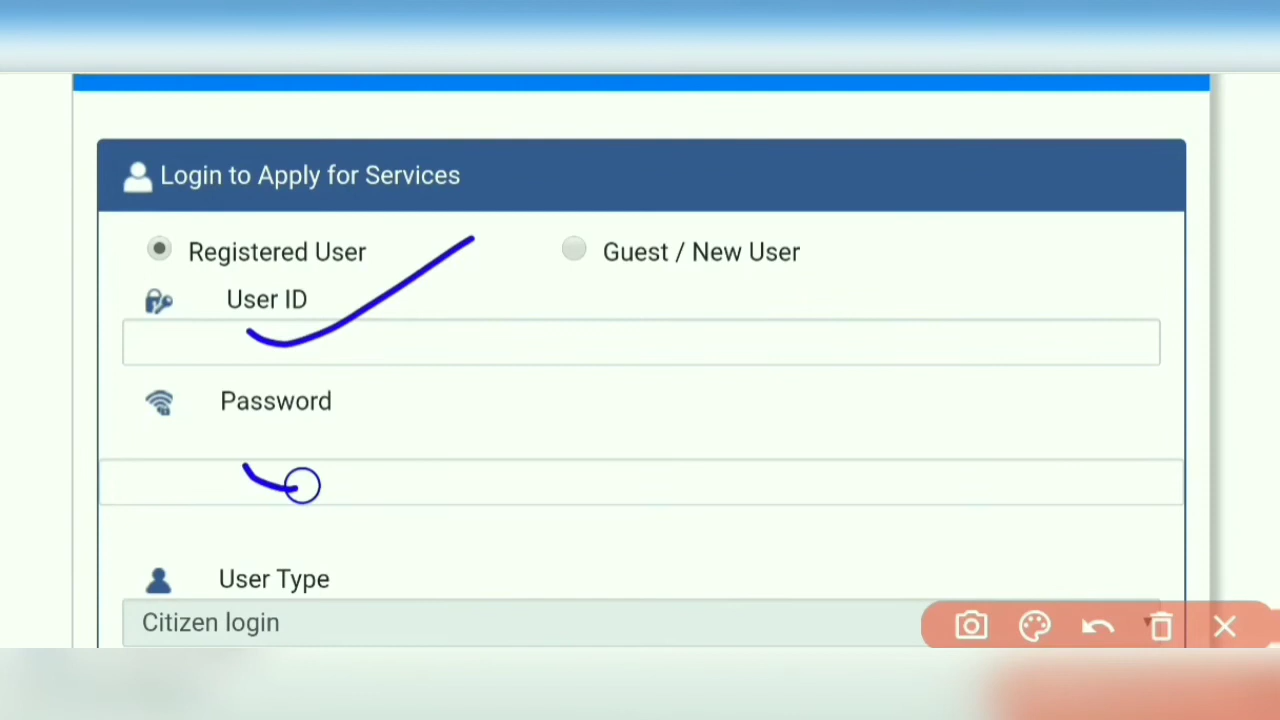 Login to Apply for Services
Registered User Guest / New User
User ID
Password
User Type
Citizen login